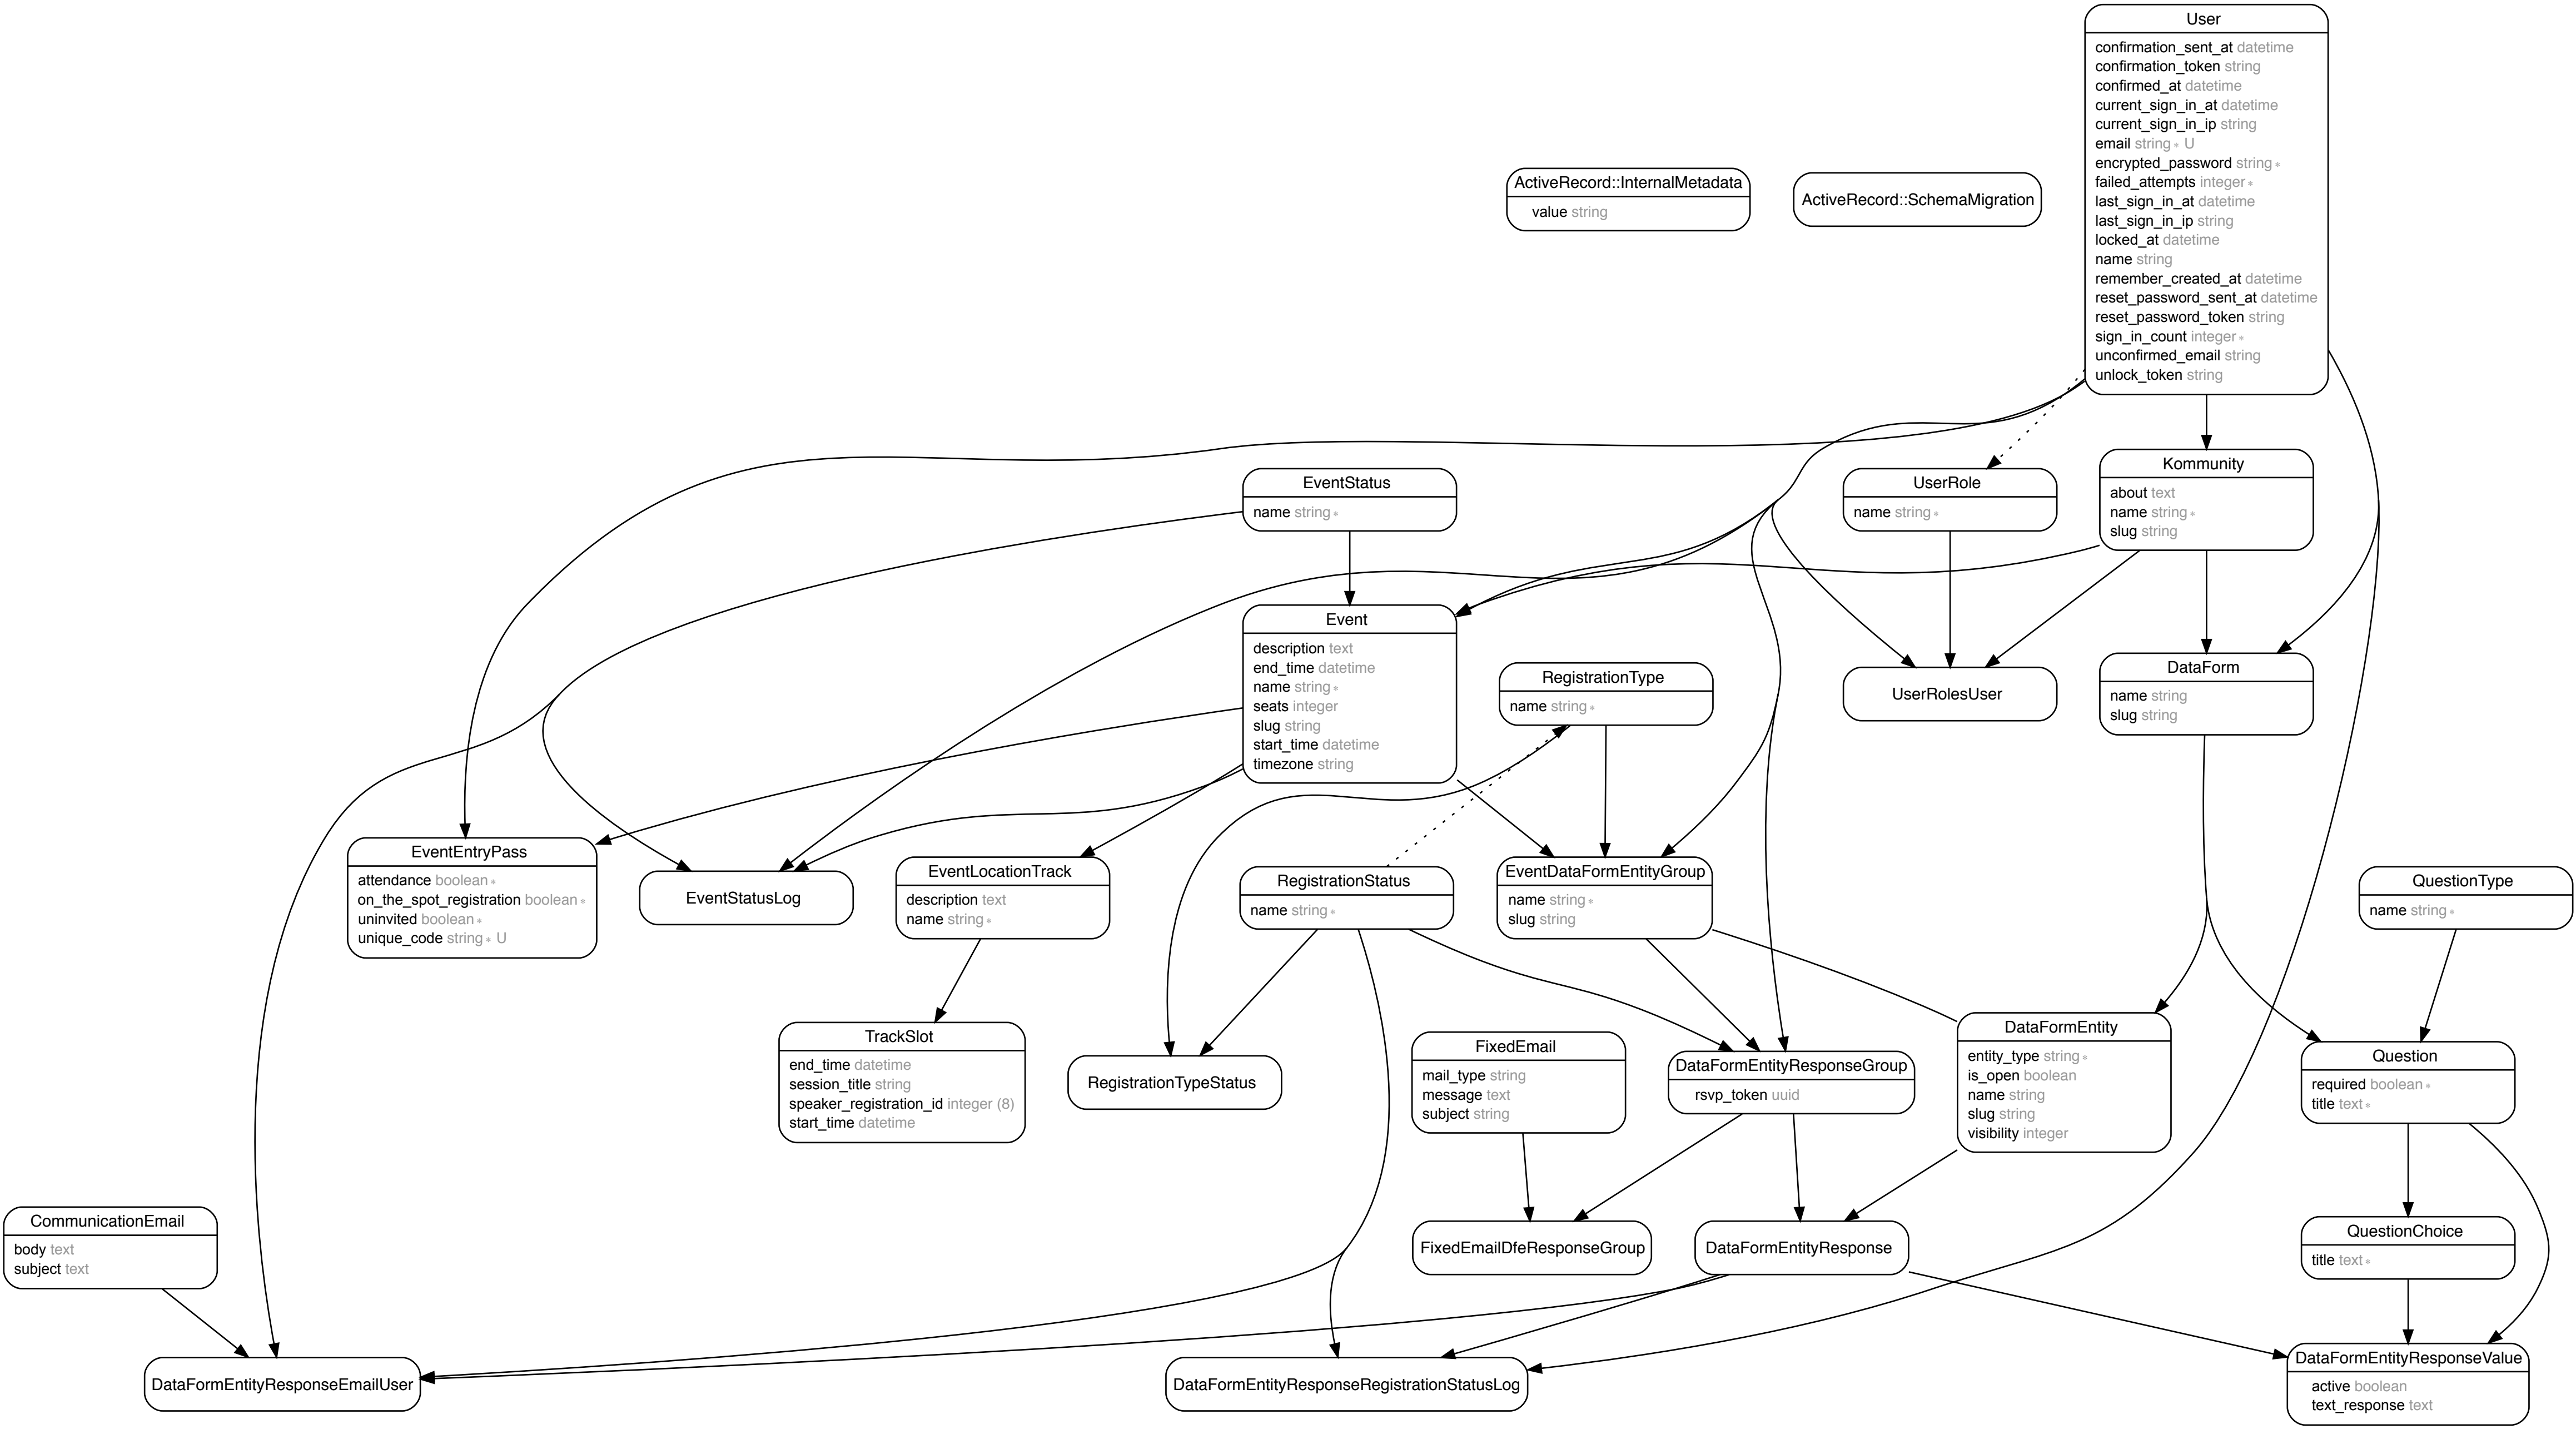 User
confirmation_sent_at datetime
confirmation_token string
confirmed_at datetime
current_sign_in_at datetime
current_sign_in_ip string
email string * U
encrypted_password string *
failed_attempts integer *
last_sign_in_at datetime
last_sign_in_ip string
locked_at datetime
name string
remember_created_at datetime
reset_password_sent_at datetime
reset_password_token string
sign_in_count integer *
unconfirmed_email string
unlock_token string
ActiveRecord::InternalMetadata
value string
ActiveRecord::SchemaMigration
EventStatus
name string *
UserRole
name string *
Kommunity
about text
name string *
slug string
Event
description text
end_time datetime
name string *
seats integer
slug string
start_time datetime
timezone string
RegistrationType
name string *
UserRolesUser
DataForm
name string
slug string
EventEntryPass
attendance boolean *
on_the_spot_registration boolean *
uninvited boolean *
unique_code string * U
EventStatusLog
EventLocationTrack
description text
name string *
RegistrationStatus
name string *
EventDataFormEntityGroup
name string *
slug string
QuestionType
name string *
TrackSlot
end_time datetime
session_title string
speaker_registration_id integer (8)
start_time datetime
RegistrationTypeStatus
FixedEmail
mail_type string
message text
subject string
DataFormEntityResponseGroup
rsvp_token uuid
DataFormEntity
entity_type string *
is_open boolean
name string
slug string
visibility integer
Question
required boolean *
title text *
CommunicationEmail
body text
subject text
FixedEmailDfeResponseGroup
DataFormEntityResponse
QuestionChoice
title text *
DataFormEntityResponseEmailUser
DataFormEntityResponseRegistrationStatusLog
DataFormEntityResponseValue
active boolean
text_response text